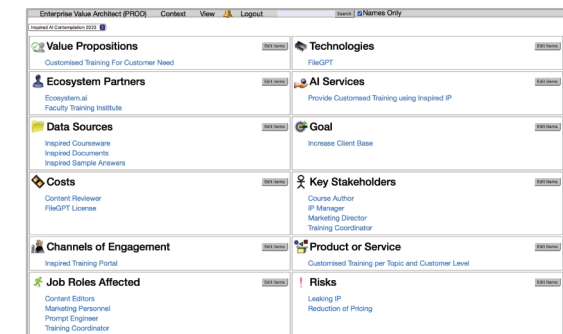 Enterprise Value Architect (PROD) Context View Logout Search Names Only
Inspired AI Contemplation 2023
Value Propositions Edit Items
Customised Training For Customer Need
Technologies Edit Items
FileGPT
Ecosystem Partners Edit Items
Ecosystem.ai
Faculty Training Institute
AI Services Edit Items
Provide Customsed Training using Inspired IP
Data Sources Edit Items
Inspired Courseware
Inspired Documents
Inspired Sample Answers
Goal Edit Items
Increase Client Base
Costs Edit Items
Content Reviewer
FileGPT License
Key Stakeholders Edit Items
Course Author
IP Manager
Marketing Director
Training Coordinator
Channels of Engagement Edit Items
Inspired Training Portal
Product or Service Edit Items
Customised Training per Topic and Customer Level
Job Roles Affected Edit Items
Content Editors
Marketing Personnel
Prompt Engineer
Training Coordinator
Risks Edit Items
Leaking IP
Reduction of Pricing